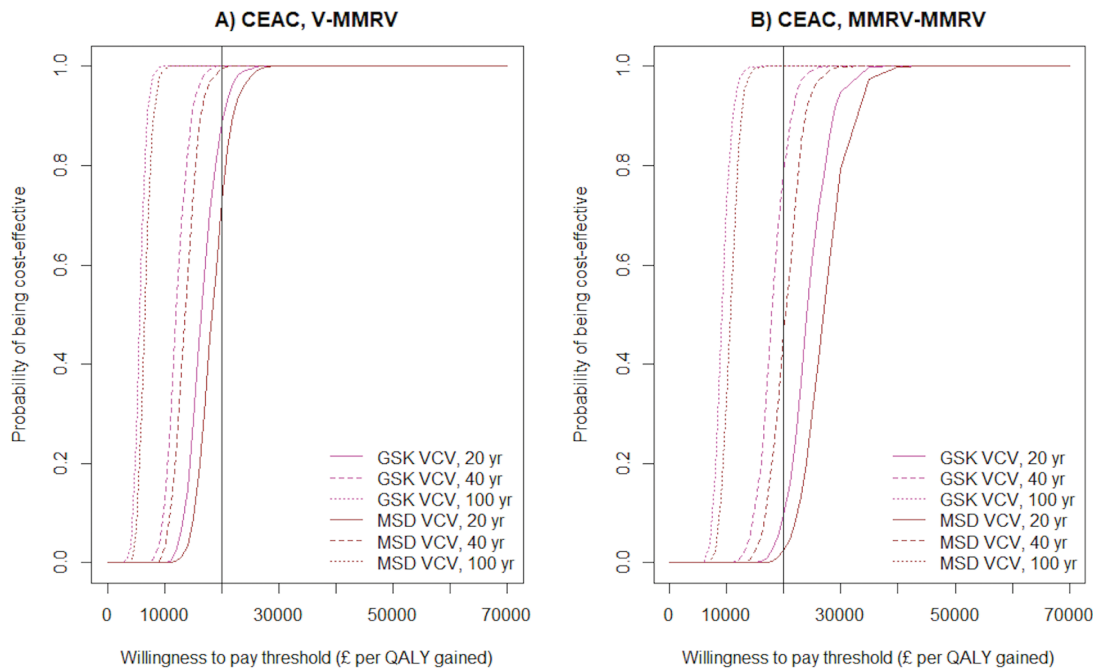 A) CEAC, V-MMRV
Probability of being cost-effective
1.0
0.8
0.6
0.4
0.2
0.0
GSK VCV, 20 yr
GSK VCV, 40 yr
GSK VCV, 100 yr
MSD VCV, 20 yr
MSD VCV, 40 yr
MSD VCV, 100 yr
0 10000 30000 50000 70000
Willingness to pay threshold (£ per QALY gained)
B) CEAC, MMRV-MMRV
Probability of being cost-effective
1.0
0.8
0.6
0.4
0.2
0.0
GSK VCV, 20 yr
GSK VCV, 40 yr
GSK VCV, 100 yr
MSD VCV, 20 yr
MSD VCV, 40 yr
MSD VCV, 100 yr
0 10000 30000 50000 70000
Willingness to pay threshold (£ per QALY gained)